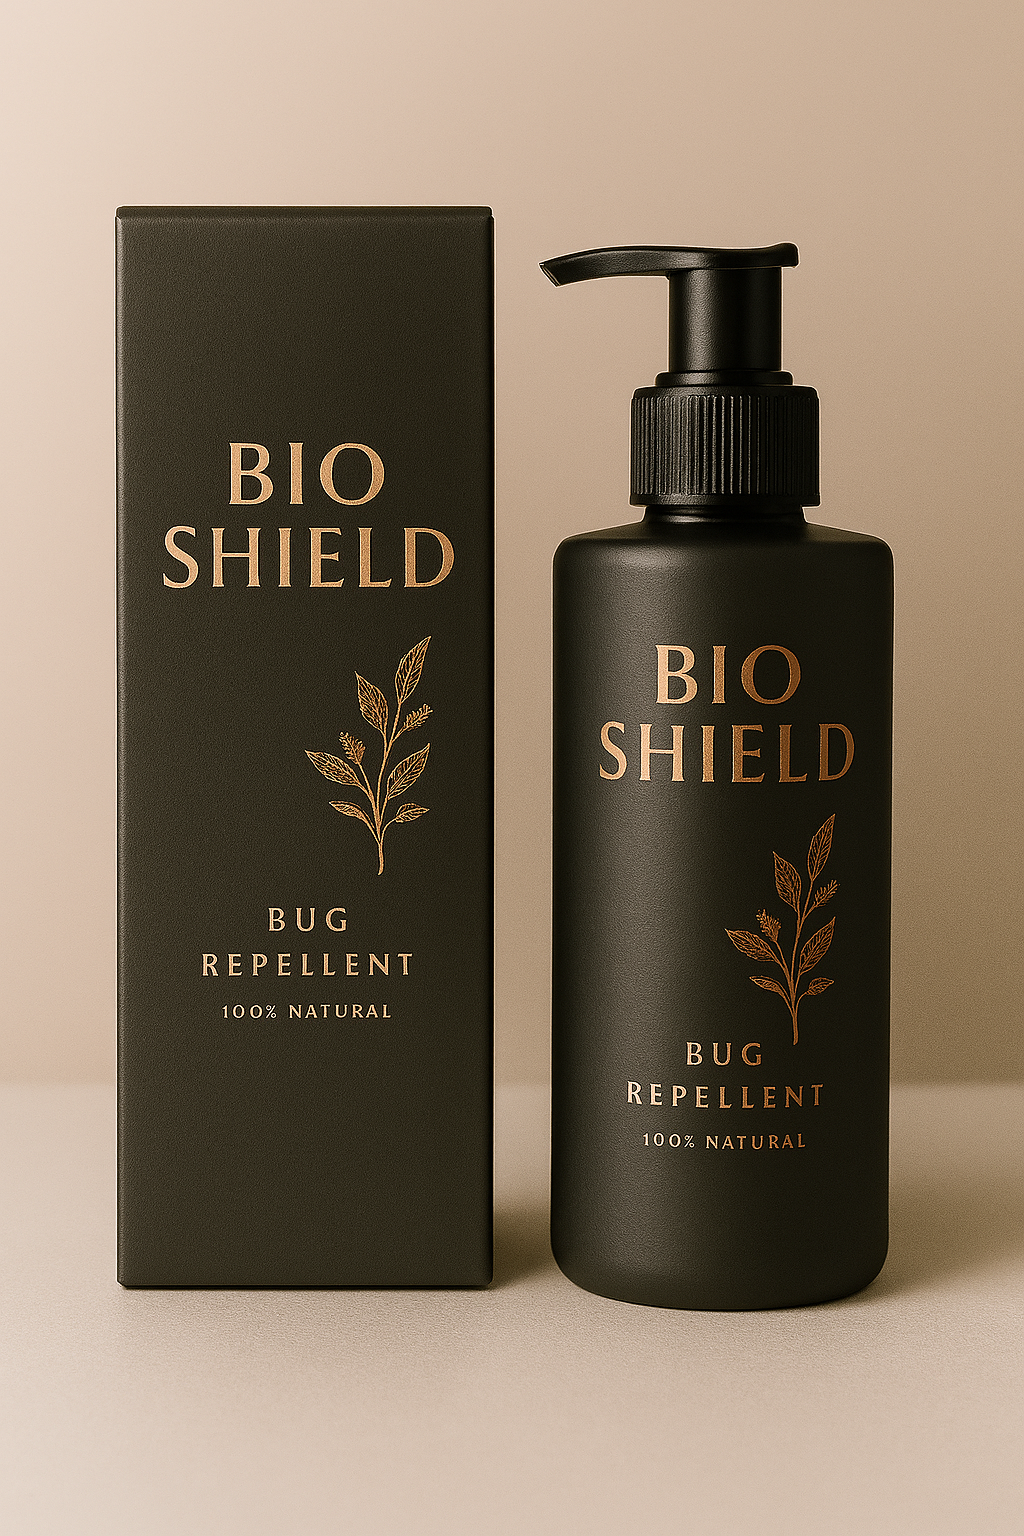 BIO
SHIELD
BUG
REPELLENT
100% NATURAL
BIO
SHIELD
BUG
REPELLENT
100% NATURAL